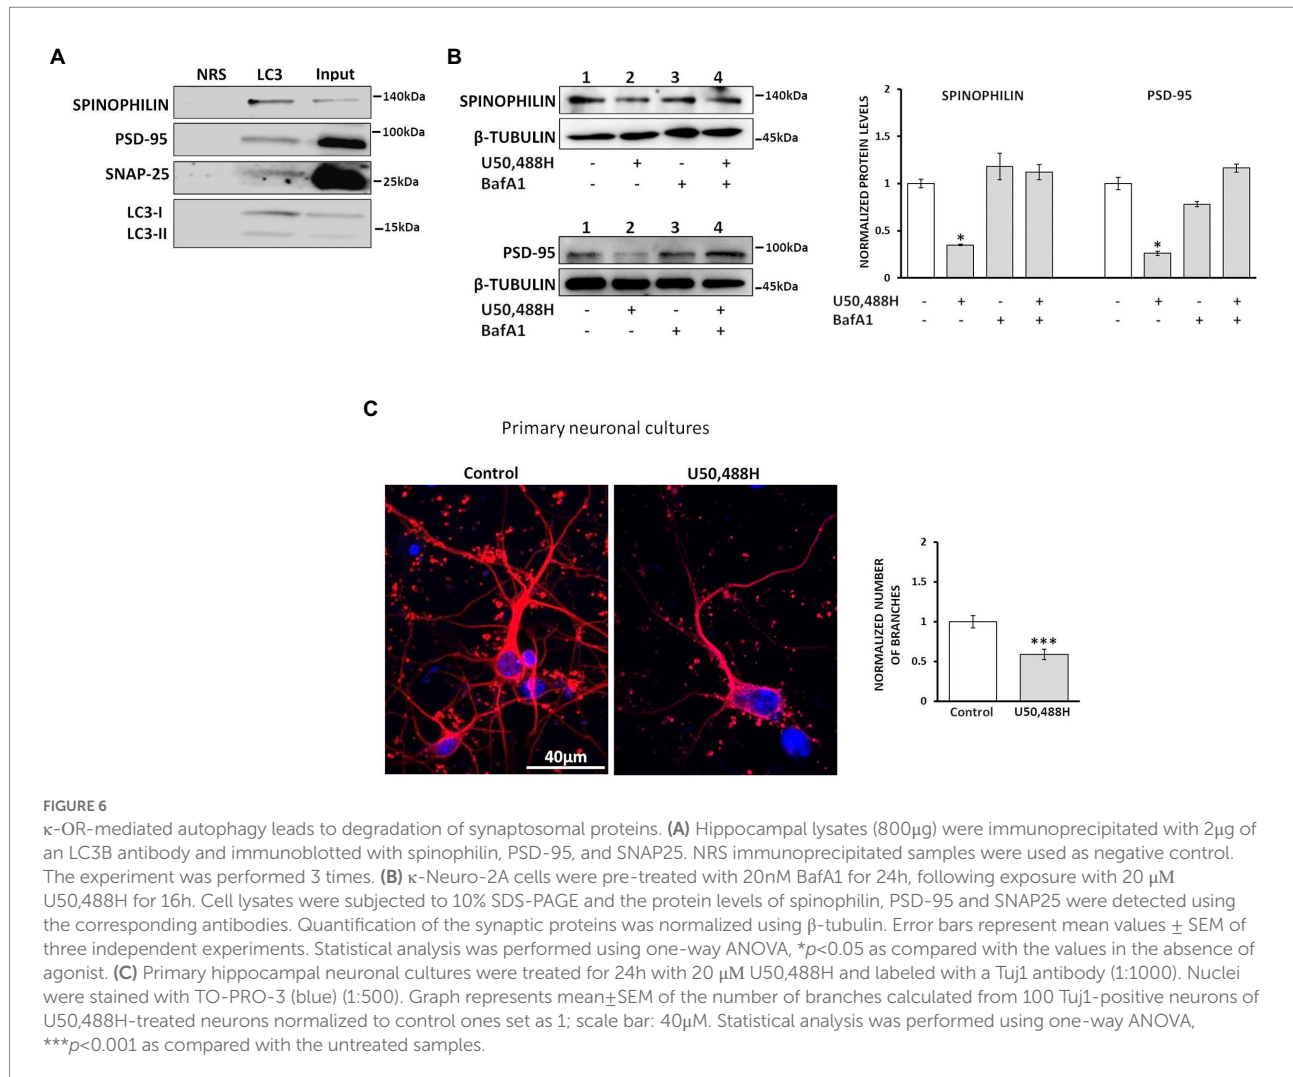 A
NRS LC3 Input
SPINOPHILIN
140kDa
PSD-95
100kDa
SNAP-25
25kDa
LC3-I
LC3-II
15kDa
B
1 2 3 4
SPINOPHILIN
140kDa
β-TUBULIN
45kDa
U50,488H - + - +
BafA1 - - + +
1 2 3 4
PSD-95
100kDa
β-TUBULIN
45kDa
U50,488H - + - +
BafA1 - - + +
SPINOPHILIN PSD-95
NORMALIZED PROTEIN LEVELS
2
1.5
1
0.5
0
* *
U50,488H - + - + - + - +
BafA1 - - + + - - + +
C
Primary neuronal cultures
Control U50,488H
40μm
NORMALIZED NUMBER
OF BRANCHES
2
1.5
1
0.5
0
***
Control U50,488H
FIGURE 6
κ-OR-mediated autophagy leads to degradation of synaptosomal proteins. (A) Hippocampal lysates (800μg) were immunoprecipitated with 2μg of
an LC3B antibody and immunoblotted with spinophilin, PSD-95, and SNAP25. NRS immunoprecipitated samples were used as negative control.
The experiment was performed 3 times. (B) κ-Neuro-2A cells were pre-treated with 20nM BafA1 for 24h, following exposure with 20 μM
U50,488H for 16h. Cell lysates were subjected to 10% SDS-PAGE and the protein levels of spinophilin, PSD-95 and SNAP25 were detected using
the corresponding antibodies. Quantification of the synaptic proteins was normalized using β-tubulin. Error bars represent mean values ± SEM of
three independent experiments. Statistical analysis was performed using one-way ANOVA, *p<0.05 as compared with the values in the absence of
agonist. (C) Primary hippocampal neuronal cultures were treated for 24h with 20 μM U50,488H and labeled with a Tuj1 antibody (1:1000). Nuclei
were stained with TO-PRO-3 (blue) (1:500). Graph represents mean±SEM of the number of branches calculated from 100 Tuj1-positive neurons of
U50,488H-treated neurons normalized to control ones set as 1; scale bar: 40μM. Statistical analysis was performed using one-way ANOVA,
***p<0.001 as compared with the untreated samples.